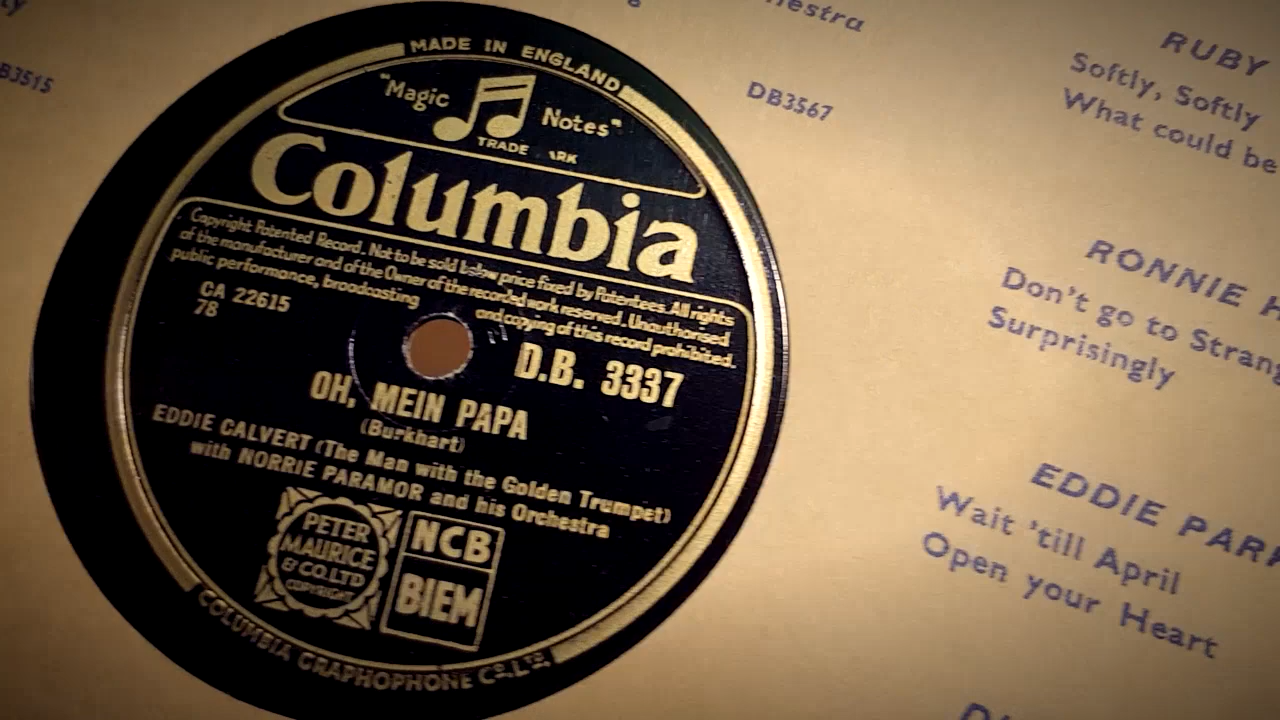 MADE IN ENGLAND
"Magic Notes"
TRADE
Columbia
Copyright Patented Record. Not to be sold below price fixed by Patentees. All rights
of the manufacturer and of the Owner of the recorded work reserved. Unauthorised
public performance, broadcasting and copying of this record prohibited.
CA 22615
78
D.B. 3337
OH, MEIN PAPA
(Burkhart)
EDDIE CALVERT (The Man with the Golden Trumpet)
with NORRIE PARAMOR and his Orchestra
PETER
MAURICE
& CO. LTD
COPYRIGHT
NCB
BIEM
COLUMBIA GRAPHOPHONE CO. LTD.
B3515
DB3567
RUBY
Softly, Softly
What could be
RONNIE
Don't go to
Surprisingly
EDDIE
Wait 'till April
Open your Heart